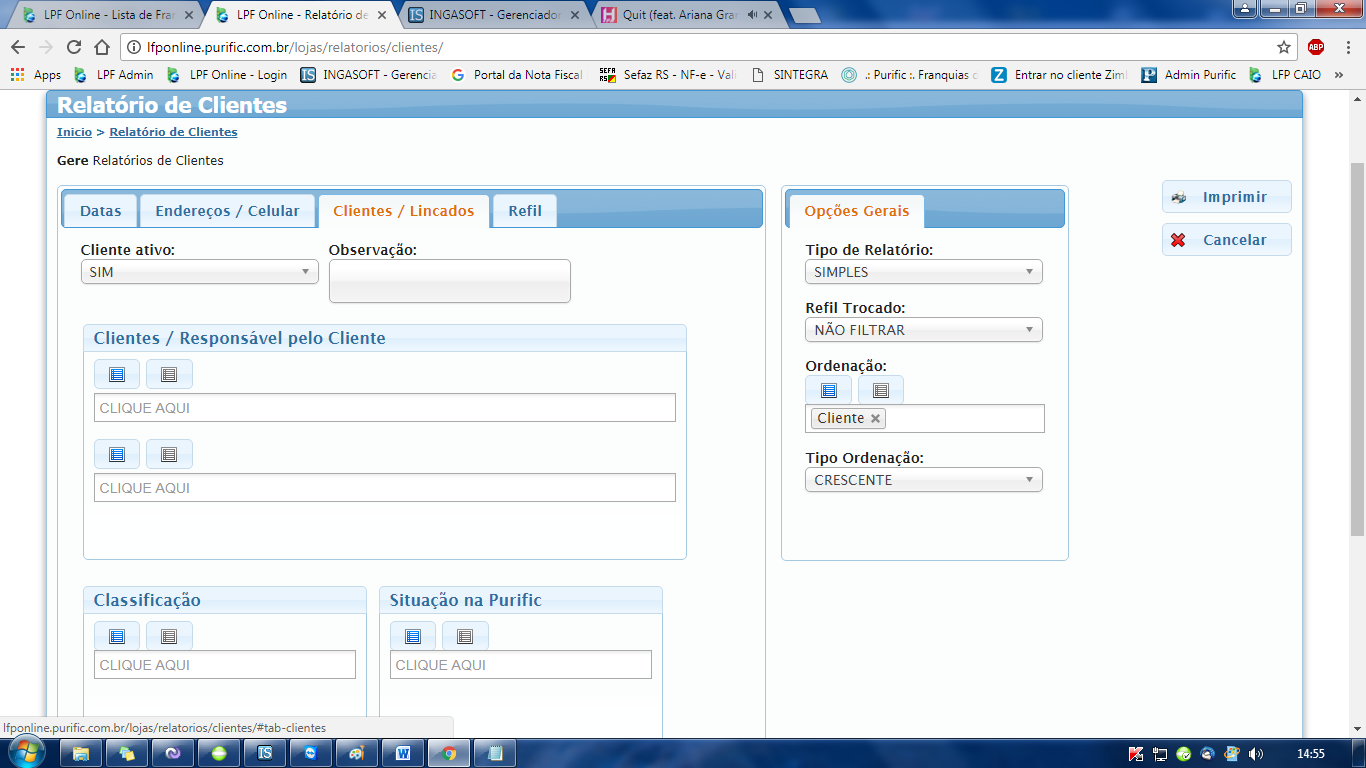 LPF Online - Lista de Fran
LPF Online - Relatório de
INGASOFT - Gerenciador
Quit (feat. Ariana Gran
lfponline.purific.com.br/lojas/relatorios/clientes/
ABP
Apps
LPF Admin
LPF Online - Login
INGASOFT - Gerencia
Portal da Nota Fiscal
Sefaz RS - NF-e - Vali
SINTEGRA
.: Purific :. Franquias
Entrar no cliente Zim
Admin Purific
LFP CAIO
»
Relatório de Clientes
Inicio > Relatório de Clientes
Gere Relatórios de Clientes
Datas
Endereços / Celular
Clientes / Lincados
Refil
Cliente ativo:
Observação:
SIM
Clientes / Responsável pelo Cliente
CLIQUE AQUI
CLIQUE AQUI
Classificação
CLIQUE AQUI
Situação na Purific
CLIQUE AQUI
Opções Gerais
Tipo de Relatório:
SIMPLES
Refil Trocado:
NÃO FILTRAR
Ordenação:
Cliente
Tipo Ordenação:
CRESCENTE
Imprimir
Cancelar
lfponline.purific.com.br/lojas/relatorios/clientes/#tab-clientes
14:55